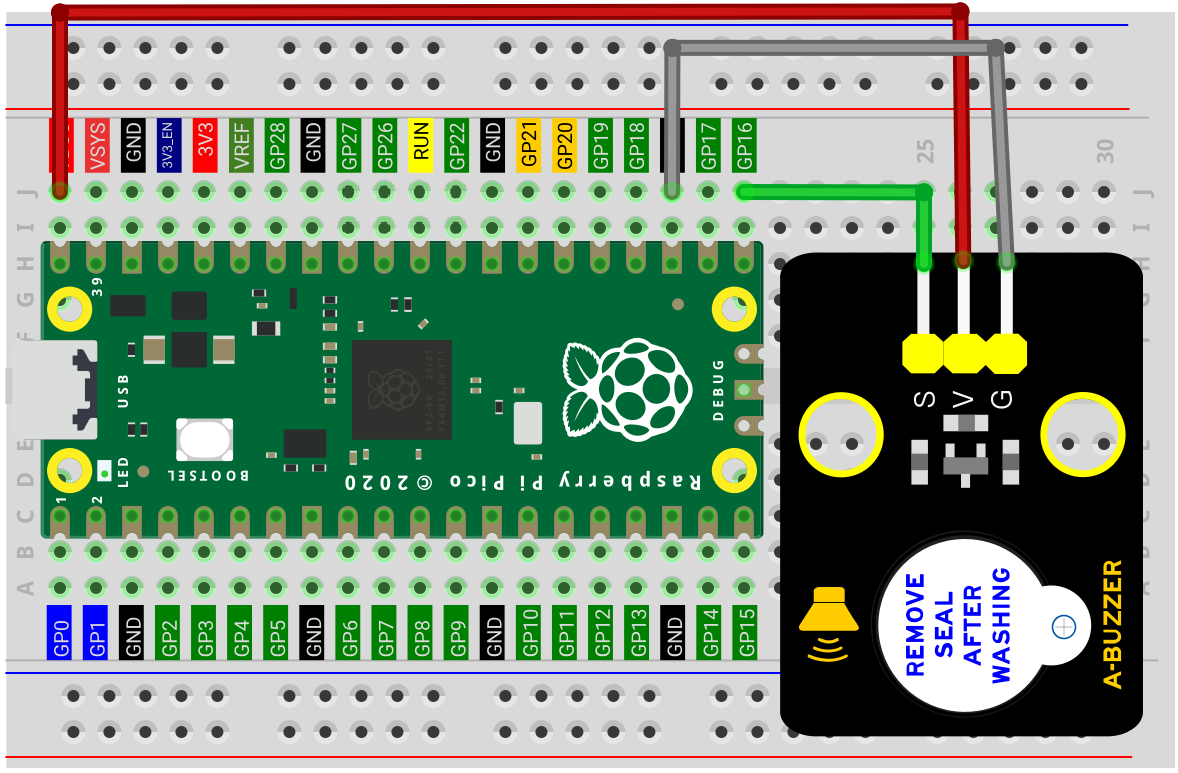 VSYS
GND
3V3_EN
3V3
VREF
GP28
GND
GP27
GP26
RUN
GP22
GND
GP21
GP20
GP19
GP18
GP17
GP16
25
30
J
J
I
I
H
H
G
G
F
E
E
D
D
C
C
B
B
A
A
39
USB
DEBUG
LED
BOOTSEL
Raspberry Pi Pico © 2020
1
2
S
V
G
REMOVE
SEAL
AFTER
WASHING
A-BUZZER
GP0
GP1
GND
GP2
GP3
GP4
GP5
GND
GP6
GP7
GP8
GP9
GND
GP10
GP11
GP12
GP13
GND
GP14
GP15